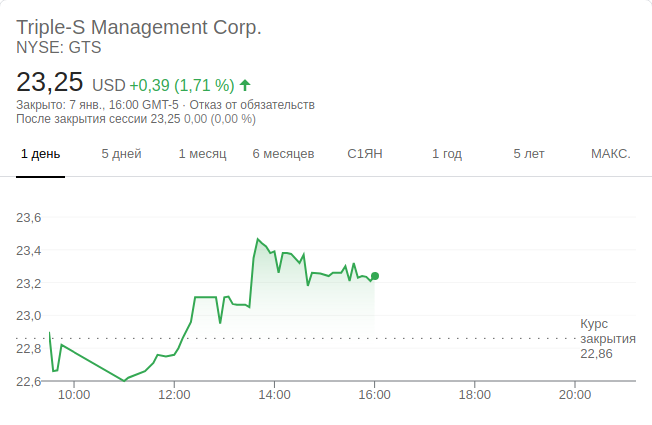 Triple-S Management Corp.
NYSE: GTS
23,25 USD +0,39 (1,71 %)
Закрыто: 7 янв., 16:00 GMT-5 · Отказ от обязательств
После закрытия сессии 23,25 0,00 (0,00 %)
1 день 5 дней 1 месяц 6 месяцев С1ЯН 1 год 5 лет МАКС.
23,6
23,4
23,2
23,0
22,8
22,6
Курс
закрытия
22,86
10:00 12:00 14:00 16:00 18:00 20:00